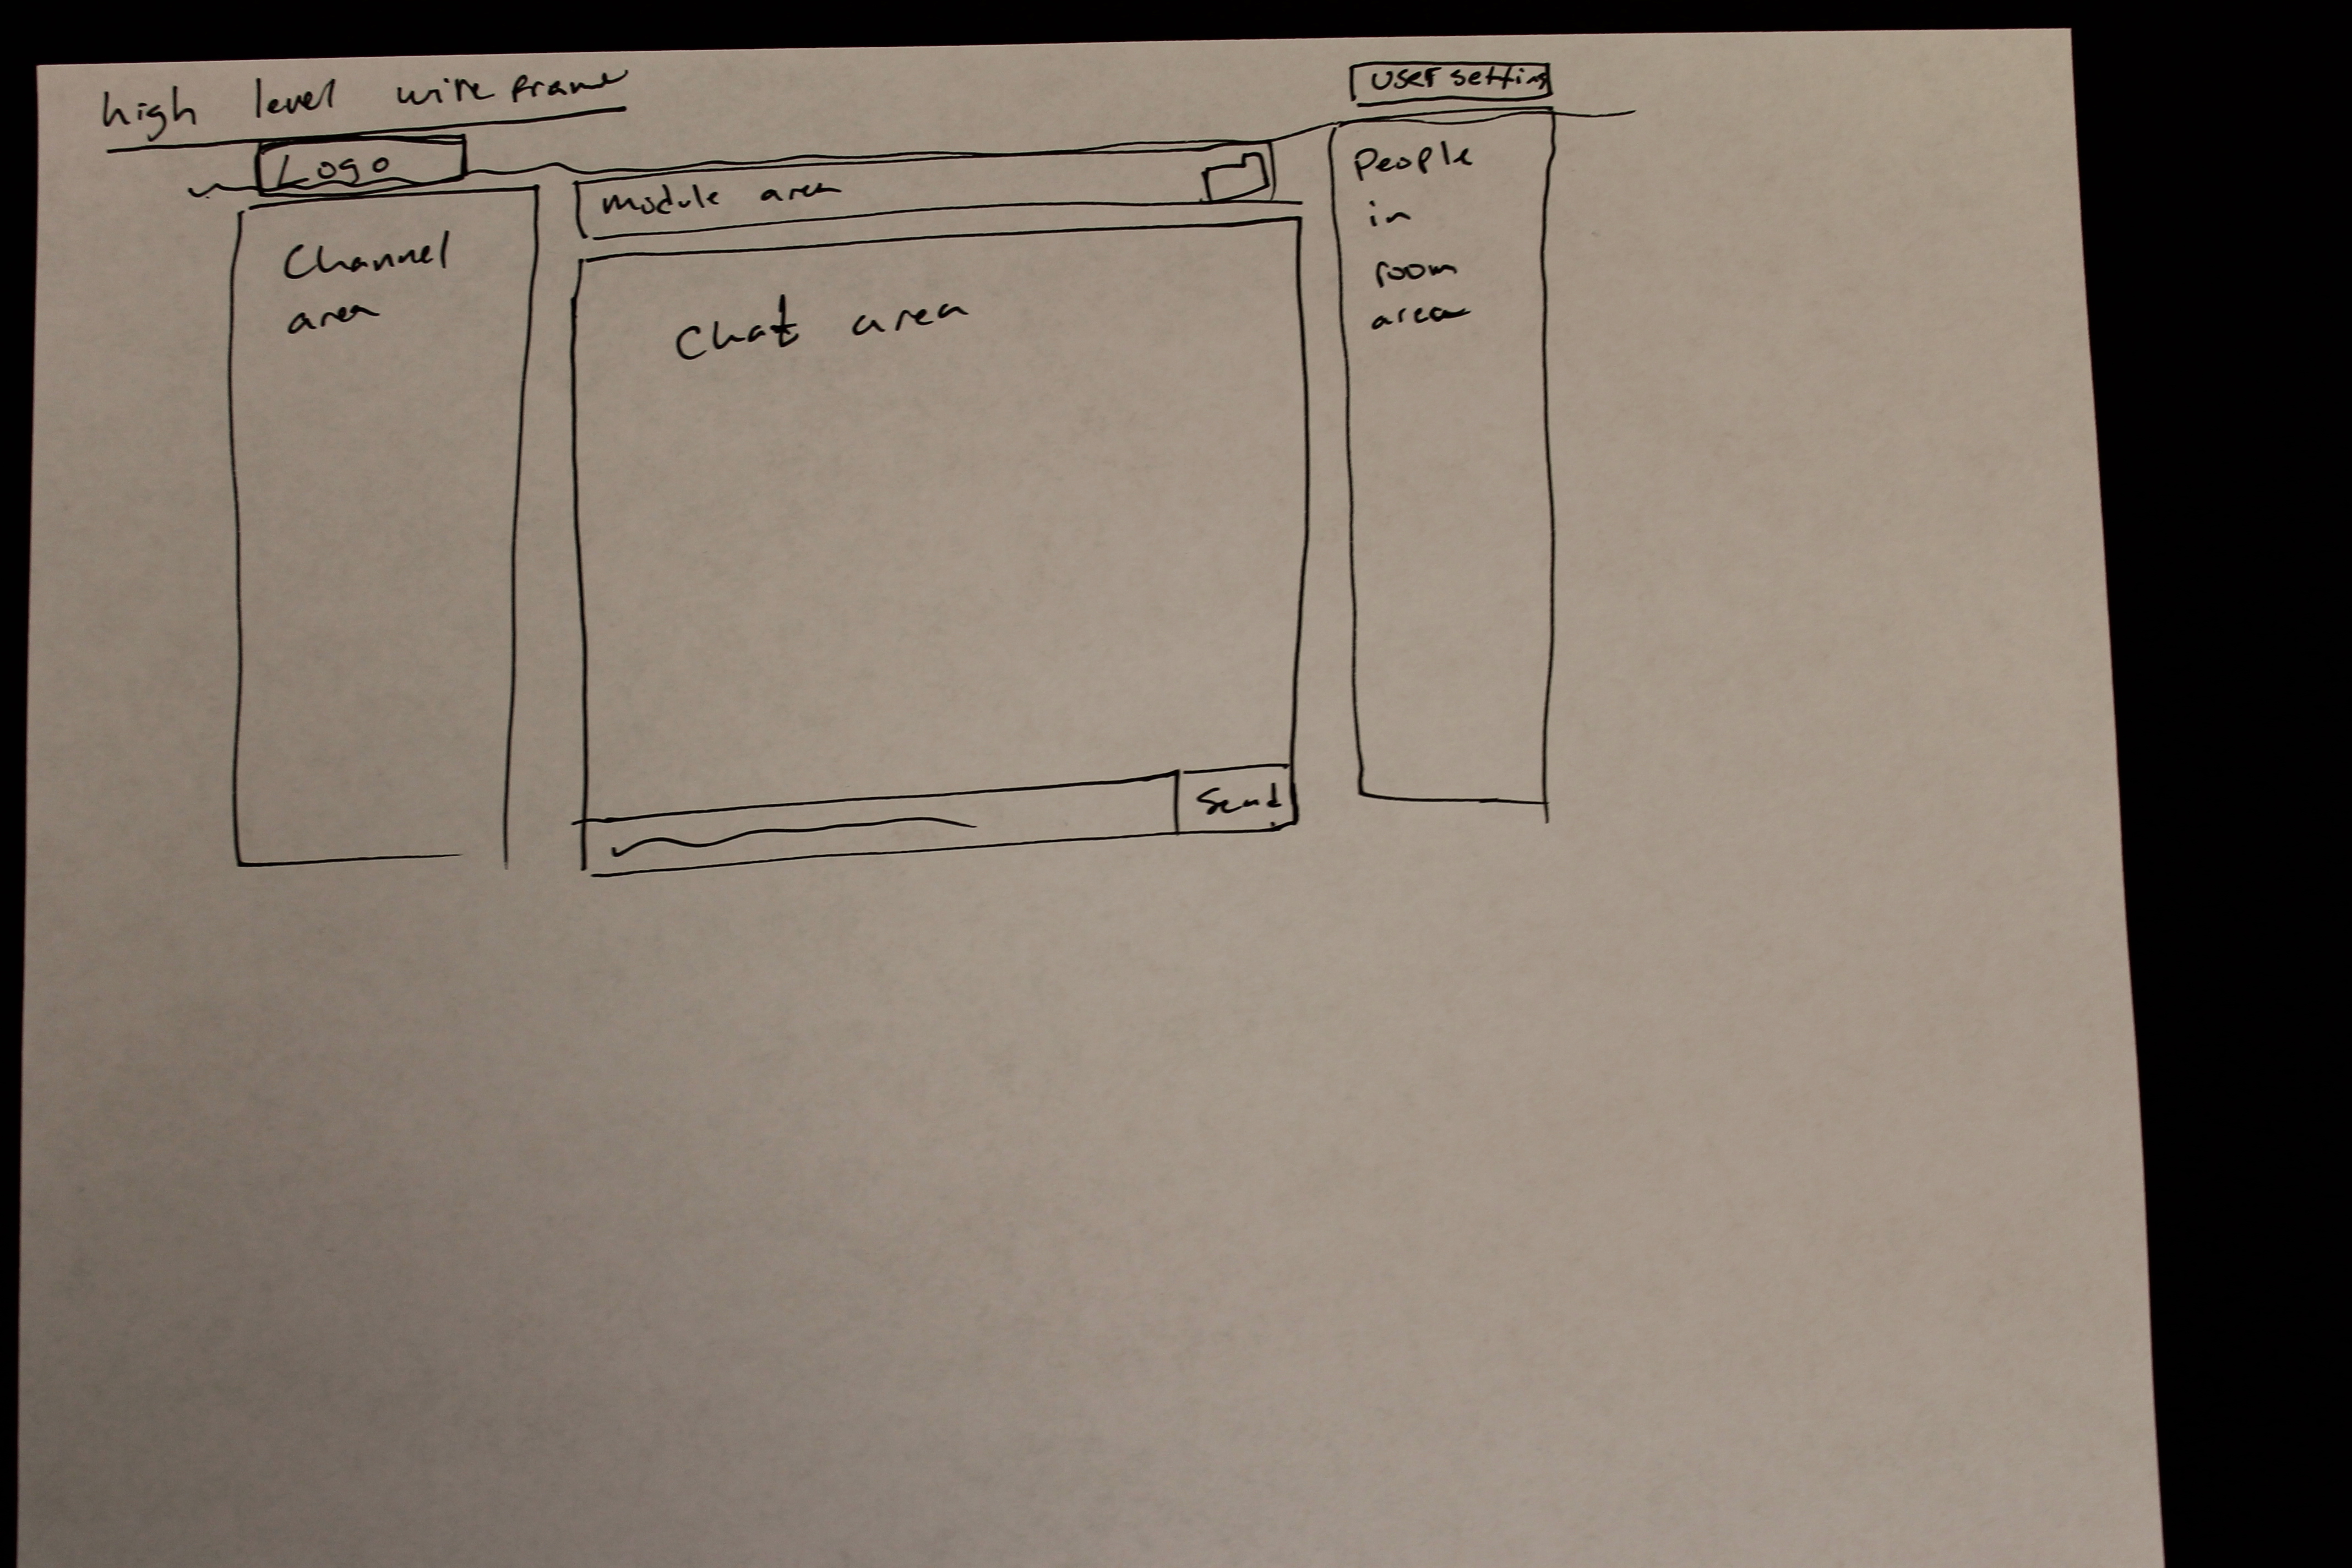 high level wire frame
user setting
Logo
module area
People
in
room
area
Channel
area
Chat area
Send